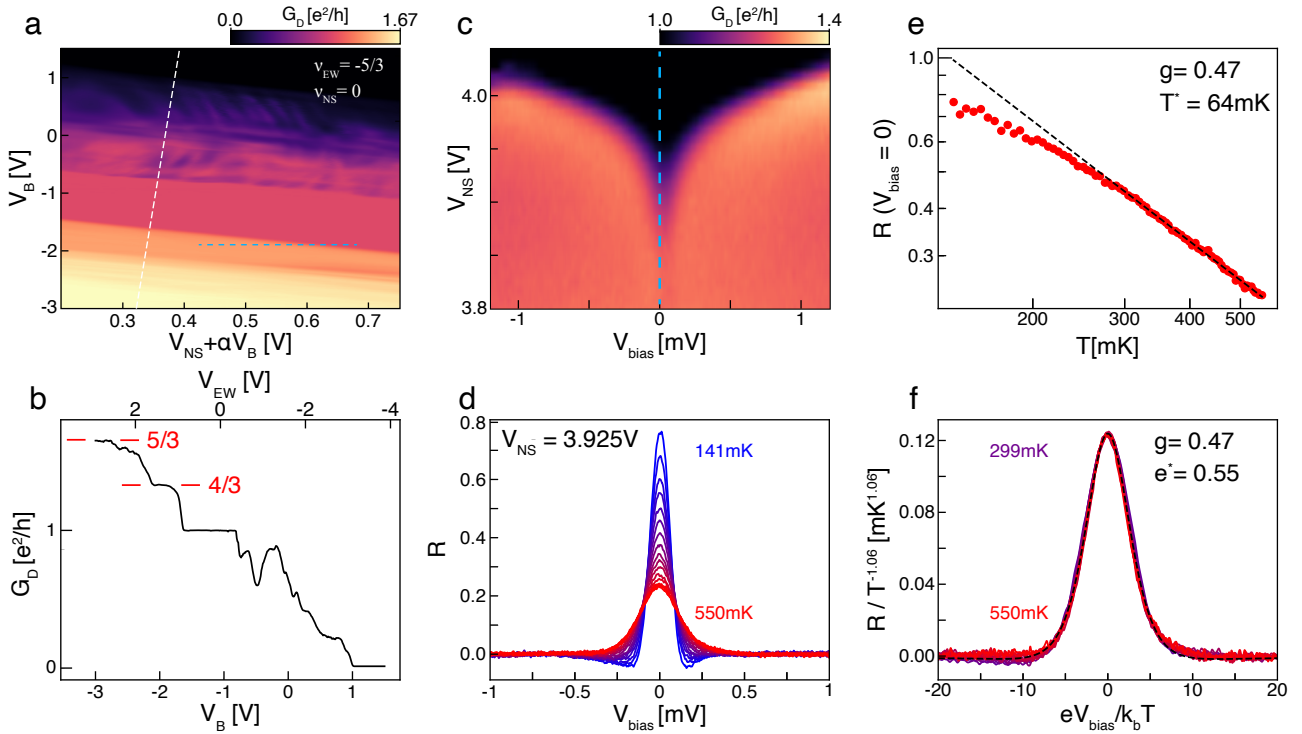 a
G_D [e²/h]
0.0
1.67
ν_EW = -5/3
ν_NS = 0
1
0
-1
-2
-3
V_B [V]
0.3
0.4
0.5
0.6
0.7
V_NS+αV_B [V]
b
V_EW [V]
2
0
-2
-4
5/3
4/3
1
0
G_D [e²/h]
-3
-2
-1
0
1
V_B [V]
c
G_D [e²/h]
1.0
1.4
4.0
3.8
V_NS [V]
-1
0
1
V_bias [mV]
d
V_NS = 3.925V
141mK
550mK
0.8
0.6
0.4
0.2
0.0
R
-1
-0.5
0
0.5
1
V_bias [mV]
e
g= 0.47
T* = 64mK
1.0
0.8
0.6
0.4
0.3
R (V_bias = 0)
200
300
400
500
T[mK]
f
299mK
550mK
g= 0.47
e*= 0.55
0.12
0.08
0.04
0.00
R / T^-1.06 [mK^1.06]
-20
-10
0
10
20
eV_bias/k_bT